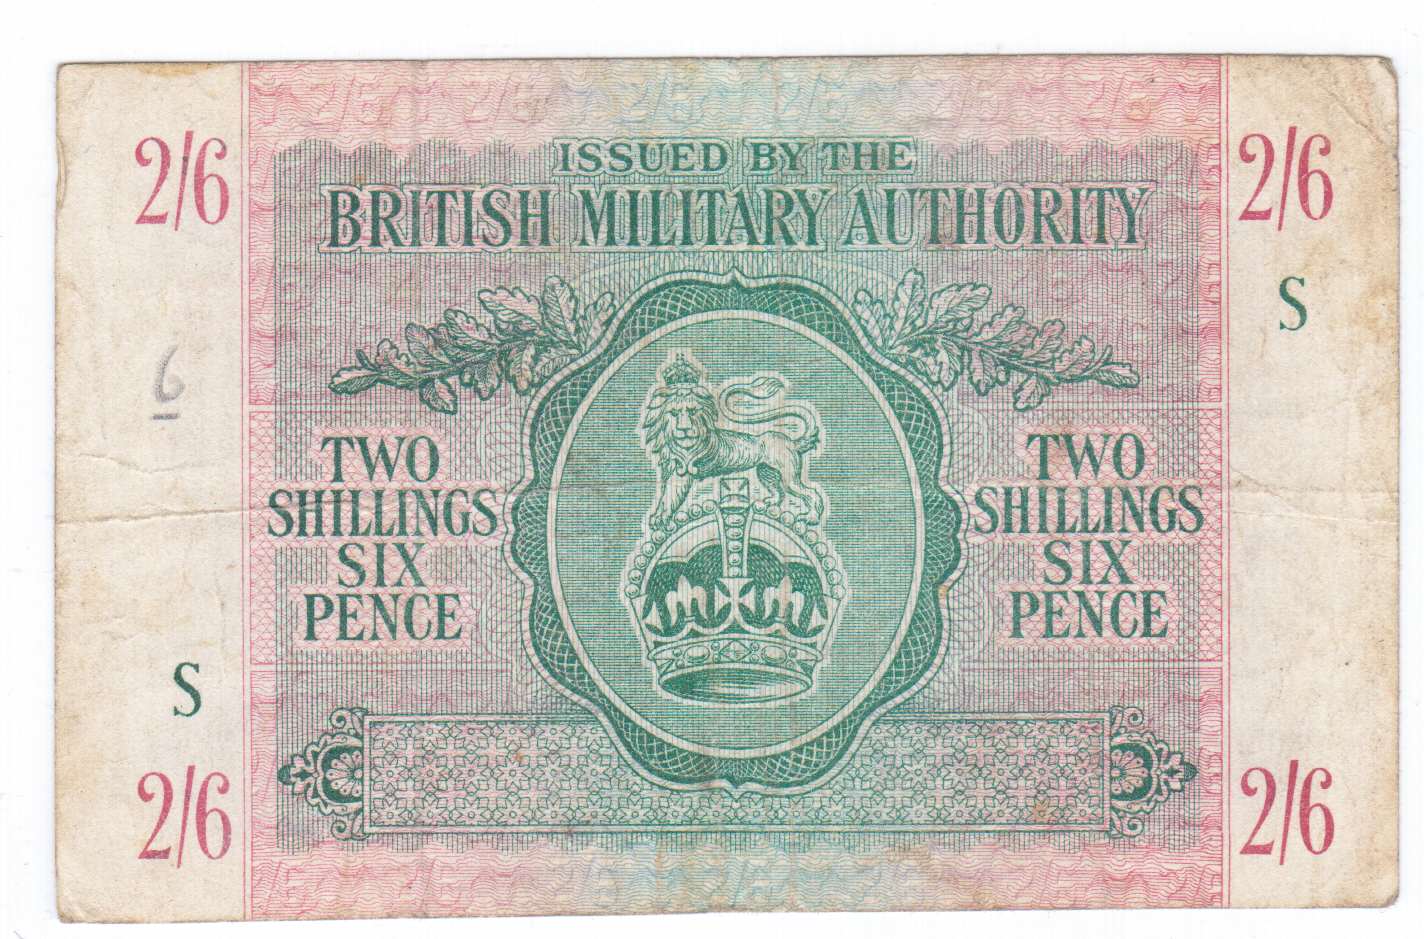 2/6
ISSUED BY THE
BRITISH MILITARY AUTHORITY
2/6
S
6
TWO
SHILLINGS
SIX
PENCE
TWO
SHILLINGS
SIX
PENCE
S
2/6
2/6